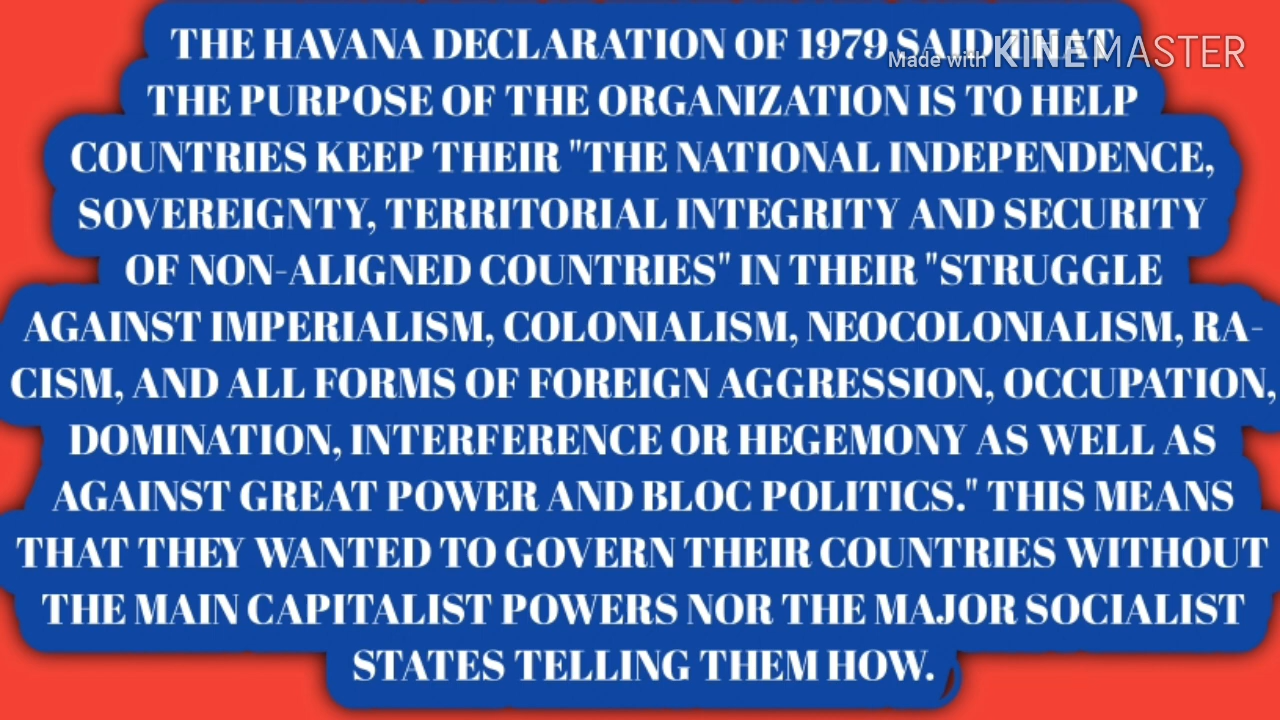 THE HAVANA DECLARATION OF 1979 SAID THAT
Made with KINEMASTER
THE PURPOSE OF THE ORGANIZATION IS TO HELP
COUNTRIES KEEP THEIR "THE NATIONAL INDEPENDENCE,
SOVEREIGNTY, TERRITORIAL INTEGRITY AND SECURITY
OF NON-ALIGNED COUNTRIES" IN THEIR "STRUGGLE
AGAINST IMPERIALISM, COLONIALISM, NEOCOLONIALISM, RA-
CISM, AND ALL FORMS OF FOREIGN AGGRESSION, OCCUPATION,
DOMINATION, INTERFERENCE OR HEGEMONY AS WELL AS
AGAINST GREAT POWER AND BLOC POLITICS." THIS MEANS
THAT THEY WANTED TO GOVERN THEIR COUNTRIES WITHOUT
THE MAIN CAPITALIST POWERS NOR THE MAJOR SOCIALIST
STATES TELLING THEM HOW.